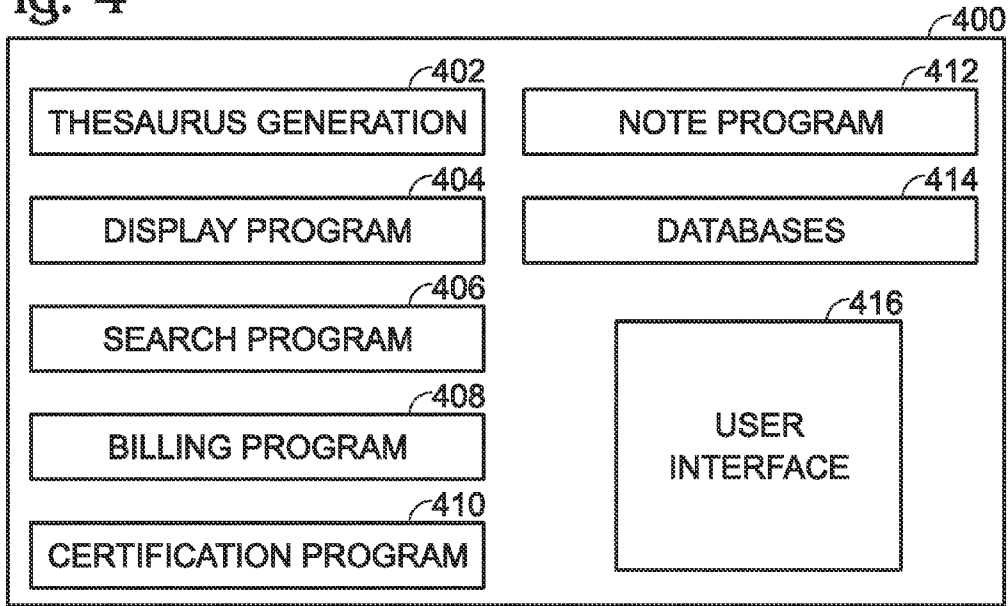 ig. 4
400
402
THESAURUS GENERATION
404
DISPLAY PROGRAM
406
SEARCH PROGRAM
408
BILLING PROGRAM
410
CERTIFICATION PROGRAM
412
NOTE PROGRAM
414
DATABASES
416
USER
INTERFACE